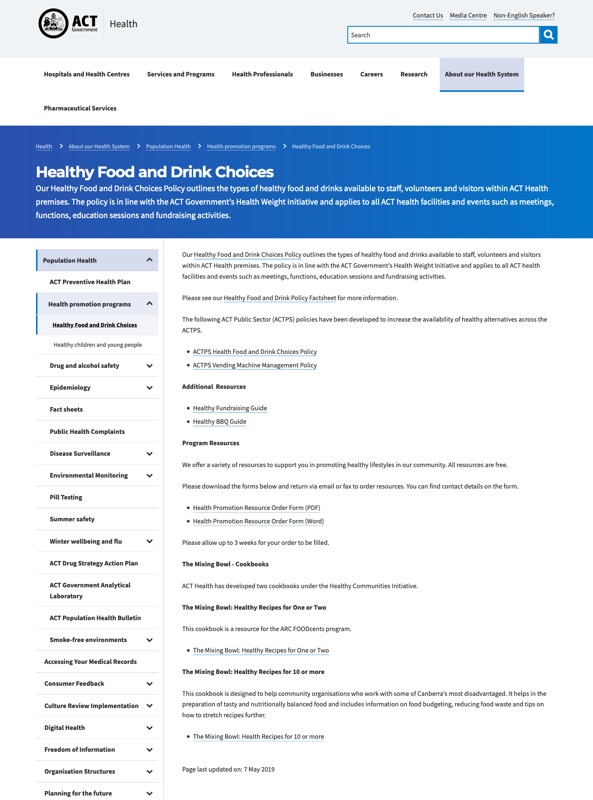 Contact Us Media Centre Non-English Speaker?
ACT
Government
Health
Search
Hospitals and Health Centres Services and Programs Health Professionals Businesses Careers Research About our Health System
Pharmaceutical Services
Health > About our Health System > Population Health > Health promotion programs > Healthy Food and Drink Choices
Healthy Food and Drink Choices
Our Healthy Food and Drink Choices Policy outlines the types of healthy food and drinks available to staff, volunteers and visitors within ACT Health
premises. The policy is in line with the ACT Government's Health Weight Initiative and applies to all ACT health facilities and events such as meetings,
functions, education sessions and fundraising activities.
Population Health
ACT Preventive Health Plan
Health promotion programs
Healthy Food and Drink Choices
Healthy children and young people
Drug and alcohol safety
Epidemiology
Fact sheets
Public Health Complaints
Disease Surveillance
Environmental Monitoring
Pill Testing
Summer safety
Winter wellbeing and flu
ACT Drug Strategy Action Plan
ACT Government Analytical
Laboratory
ACT Population Health Bulletin
Smoke-free environments
Accessing Your Medical Records
Consumer Feedback
Culture Review Implementation
Digital Health
Freedom of Information
Organisation Structures
Planning for the future
Our Healthy Food and Drink Choices Policy outlines the types of healthy food and drinks available to staff, volunteers and visitors
within ACT Health premises. The policy is in line with the ACT Government's Health Weight Initiative and applies to all ACT health
facilities and events such as meetings, functions, education sessions and fundraising activities.
Please see our Healthy Food and Drink Policy Factsheet for more information.
The following ACT Public Sector (ACTPS) policies have been developed to increase the availability of healthy alternatives across the
ACTPS.
• ACTPS Health Food and Drink Choices Policy
• ACTPS Vending Machine Management Policy
Additional Resources
• Healthy Fundraising Guide
• Healthy BBQ Guide
Program Resources
We offer a variety of resources to support you in promoting healthy lifestyles in our community. All resources are free.
Please download the forms below and return via email or fax to order resources. You can find contact details on the form.
• Health Promotion Resource Order Form (PDF)
• Health Promotion Resource Order Form (Word)
Please allow up to 3 weeks for your order to be filled.
The Mixing Bowl - Cookbooks
ACT Health has developed two cookbooks under the Healthy Communities Initiative.
The Mixing Bowl: Healthy Recipes for One or Two
This cookbook is a resource for the ARC FOODcents program.
• The Mixing Bowl: Healthy Recipes for One or Two
The Mixing Bowl: Healthy Recipes for 10 or more
This cookbook is designed to help community organisations who work with some of Canberra's most disadvantaged. It helps in the
preparation of tasty and nutritionally balanced food and includes information on food budgeting, reducing food waste and tips on
how to stretch recipes further.
• The Mixing Bowl: Health Recipes for 10 or more
Page last updated on: 7 May 2019